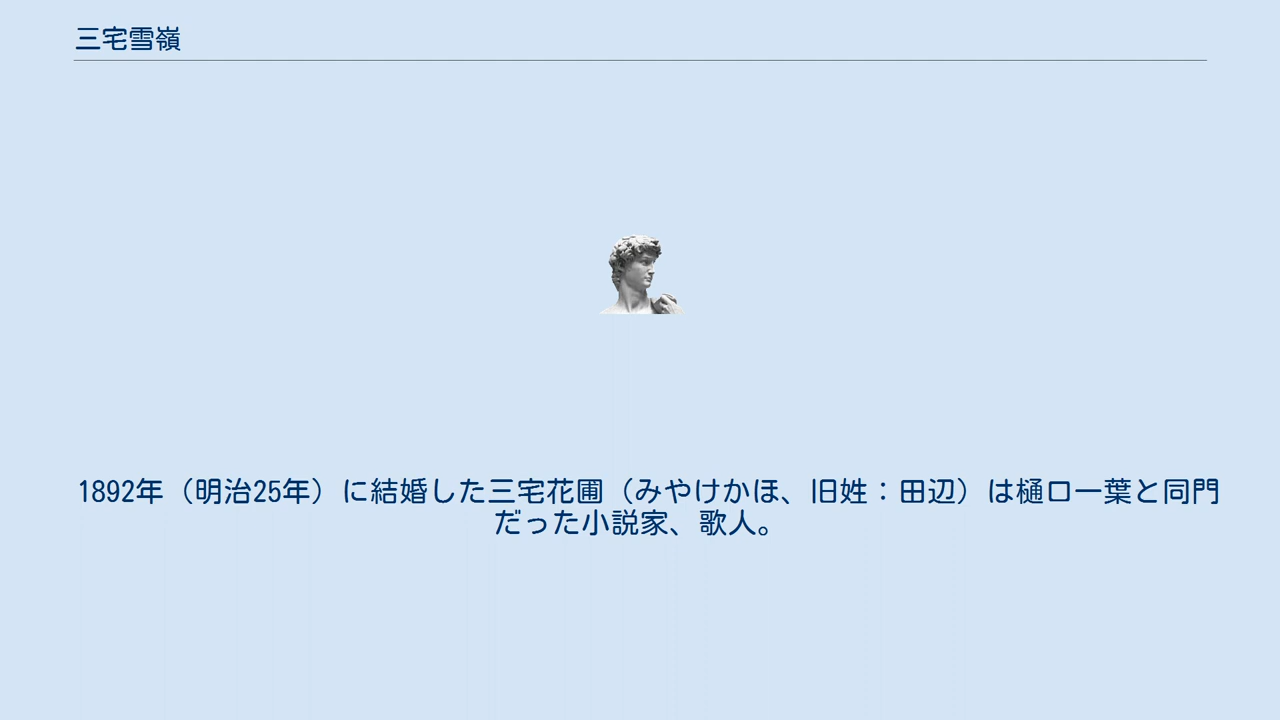 三宅雪嶺
1892年（明治25年）に結婚した三宅花圃（みやけかほ、旧姓：田辺）は樋口一葉と同門
だった小説家、歌人。